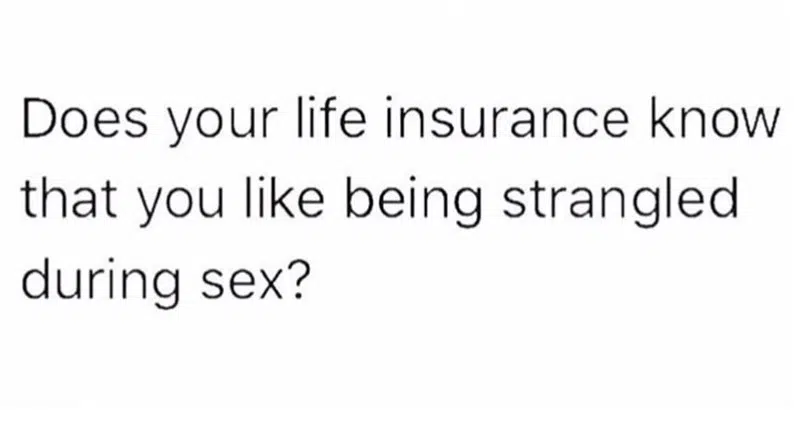 Does your life insurance know
that you like being strangled
during sex?